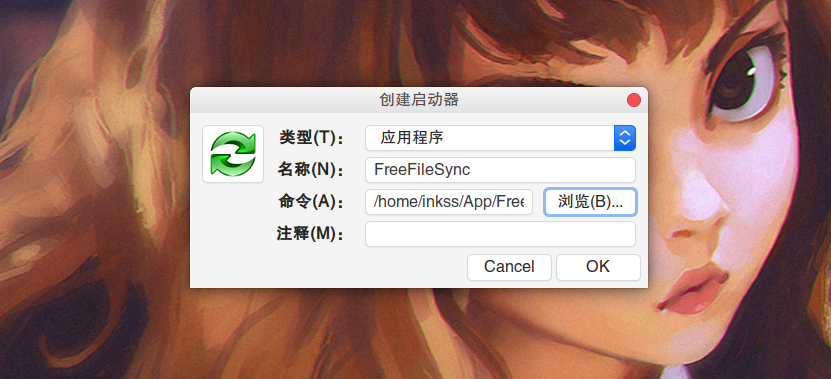 创建启动器
类型(T)： 应用程序
名称(N)： FreeFileSync
命令(A)： /home/inkss/App/Free 浏览(B)...
注释(M)：
Cancel OK